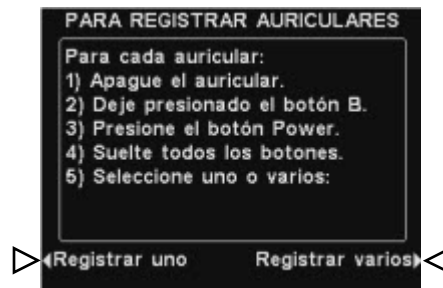 PARA REGISTRAR AURICULARES
Para cada auricular:
1) Apague el auricular.
2) Deje presionado el botón B.
3) Presione el botón Power.
4) Suelte todos los botones.
5) Seleccione uno o varios:
Registrar uno Registrar varios